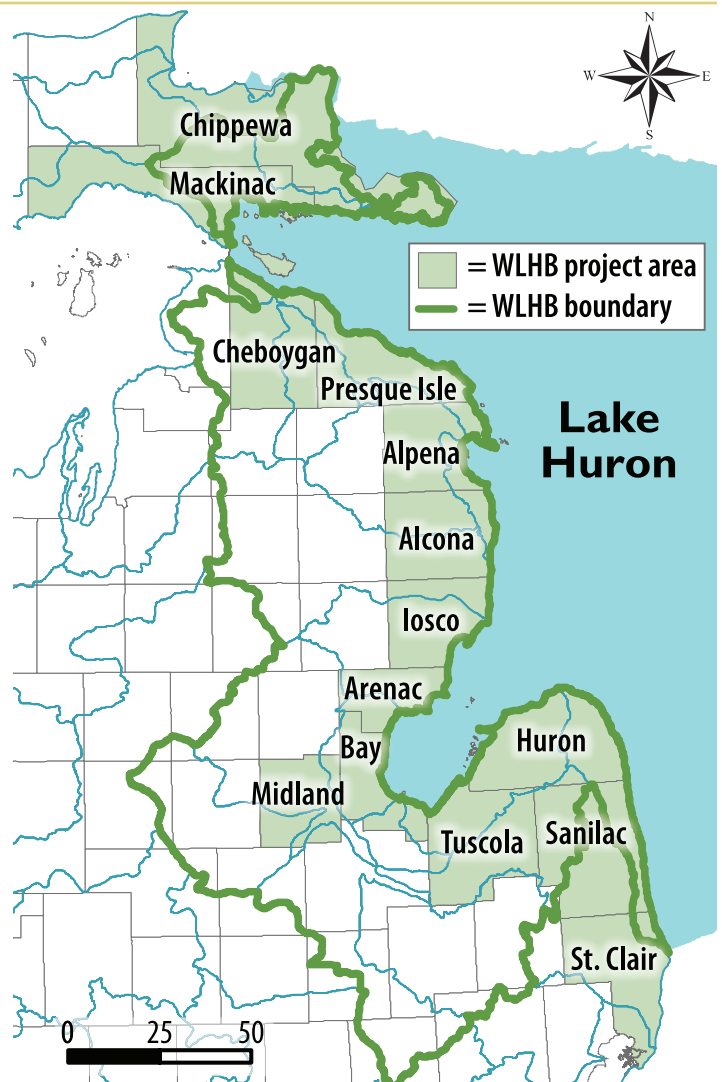 N
W E
S
Chippewa
Mackinac
= WLHB project area
= WLHB boundary
Cheboygan
Presque Isle
Lake
Huron
Alpena
Alcona
Iosco
Arenac
Bay
Huron
Midland
Tuscola
Sanilac
St. Clair
0 25 50